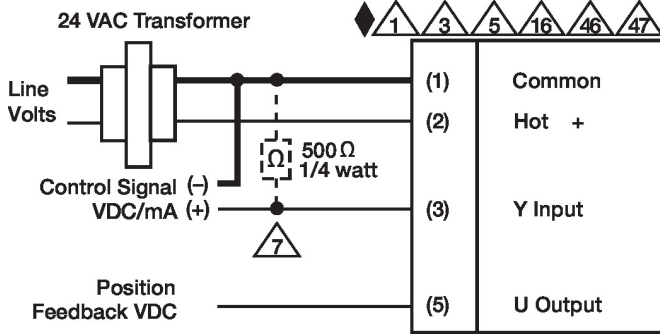 24 VAC Transformer
1 3 5 16 46 47
Line
Volts
(1) Common
(2) Hot +
Ω 500 Ω
1/4 watt
Control Signal (–)
VDC/mA (+)
(3) Y Input
7
Position
Feedback VDC
(5) U Output